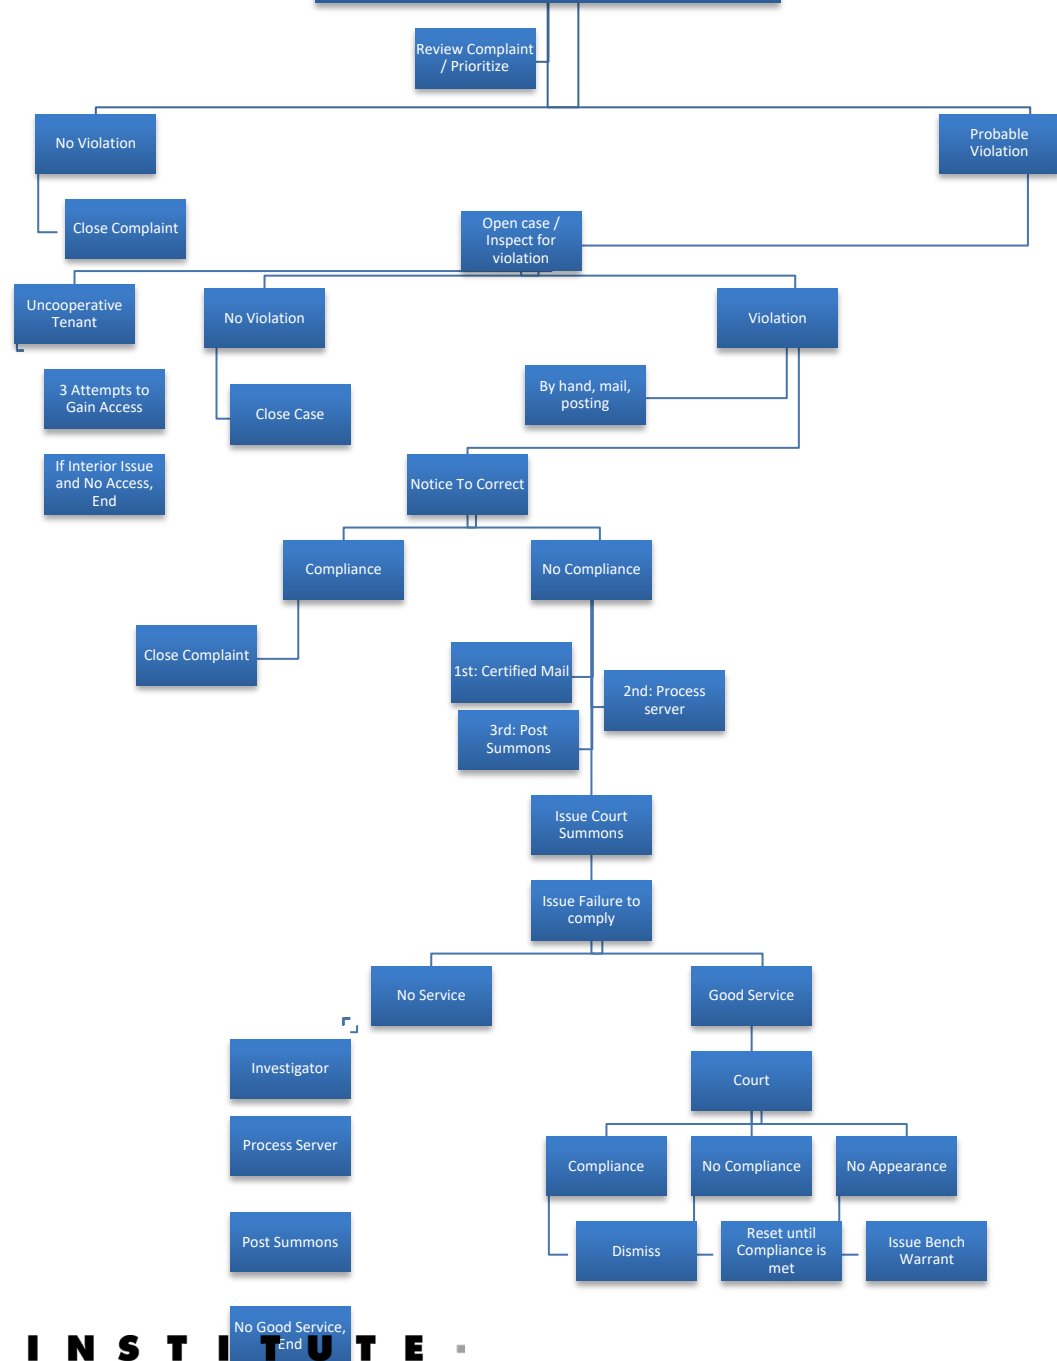 Review Complaint
/ Prioritize
No Violation
Probable
Violation
Close Complaint
Open case /
Inspect for
violation
Uncooperative
Tenant
No Violation
Violation
3 Attempts to
Gain Access
Close Case
By hand, mail,
posting
If Interior Issue
and No Access,
End
Notice To Correct
Compliance
No Compliance
Close Complaint
1st: Certified Mail
2nd: Process
server
3rd: Post
Summons
Issue Court
Summons
Issue Failure to
comply
No Service
Good Service
Investigator
Court
Process Server
Compliance
No Compliance
No Appearance
Post Summons
Dismiss
Reset until
Compliance is
met
Issue Bench
Warrant
No Good Service,
End
INSTITUTE